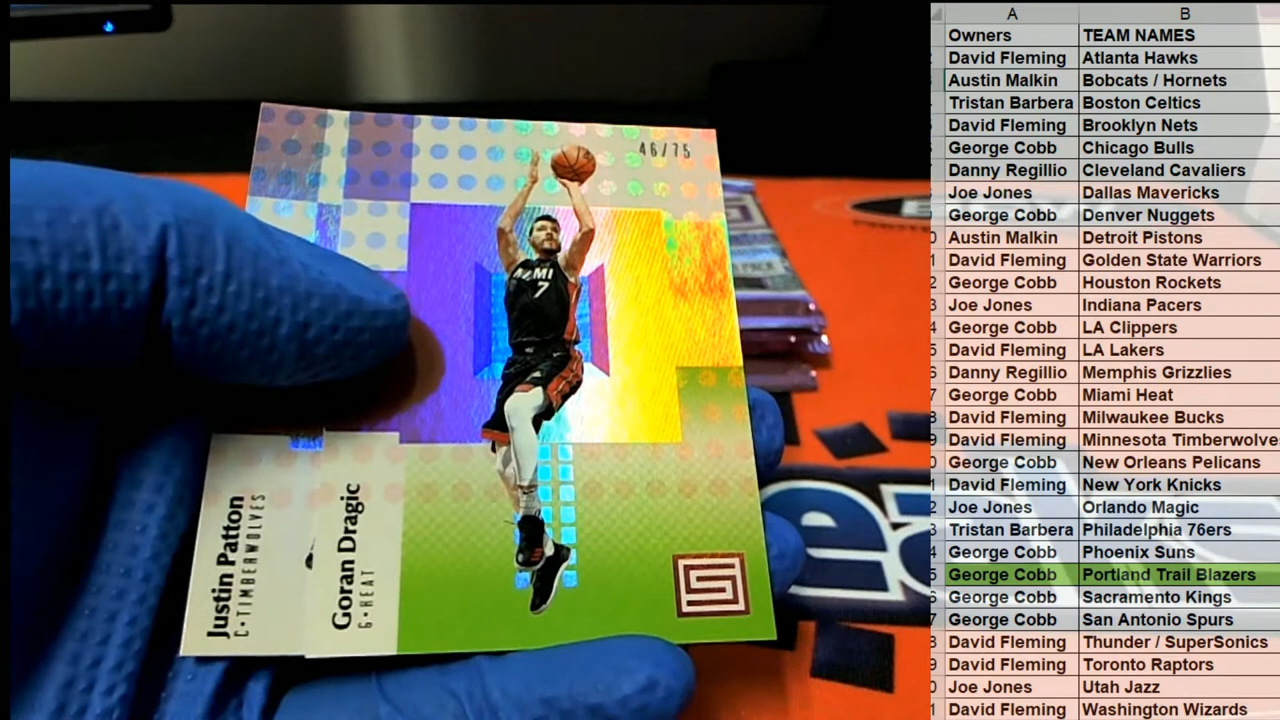 46/75
MIAMI
7
Justin Patton
C•TIMBERWOLVES
Goran Dragic
G•HEAT
S
A B
Owners TEAM NAMES
David Fleming Atlanta Hawks
Austin Malkin Bobcats / Hornets
Tristan Barbera Boston Celtics
David Fleming Brooklyn Nets
George Cobb Chicago Bulls
Danny Regillio Cleveland Cavaliers
Joe Jones Dallas Mavericks
George Cobb Denver Nuggets
Austin Malkin Detroit Pistons
David Fleming Golden State Warriors
George Cobb Houston Rockets
Joe Jones Indiana Pacers
George Cobb LA Clippers
David Fleming LA Lakers
Danny Regillio Memphis Grizzlies
George Cobb Miami Heat
David Fleming Milwaukee Bucks
David Fleming Minnesota Timberwolve
George Cobb New Orleans Pelicans
David Fleming New York Knicks
Joe Jones Orlando Magic
Tristan Barbera Philadelphia 76ers
George Cobb Phoenix Suns
George Cobb Portland Trail Blazers
George Cobb Sacramento Kings
George Cobb San Antonio Spurs
David Fleming Thunder / SuperSonics
David Fleming Toronto Raptors
Joe Jones Utah Jazz
David Fleming Washington Wizards